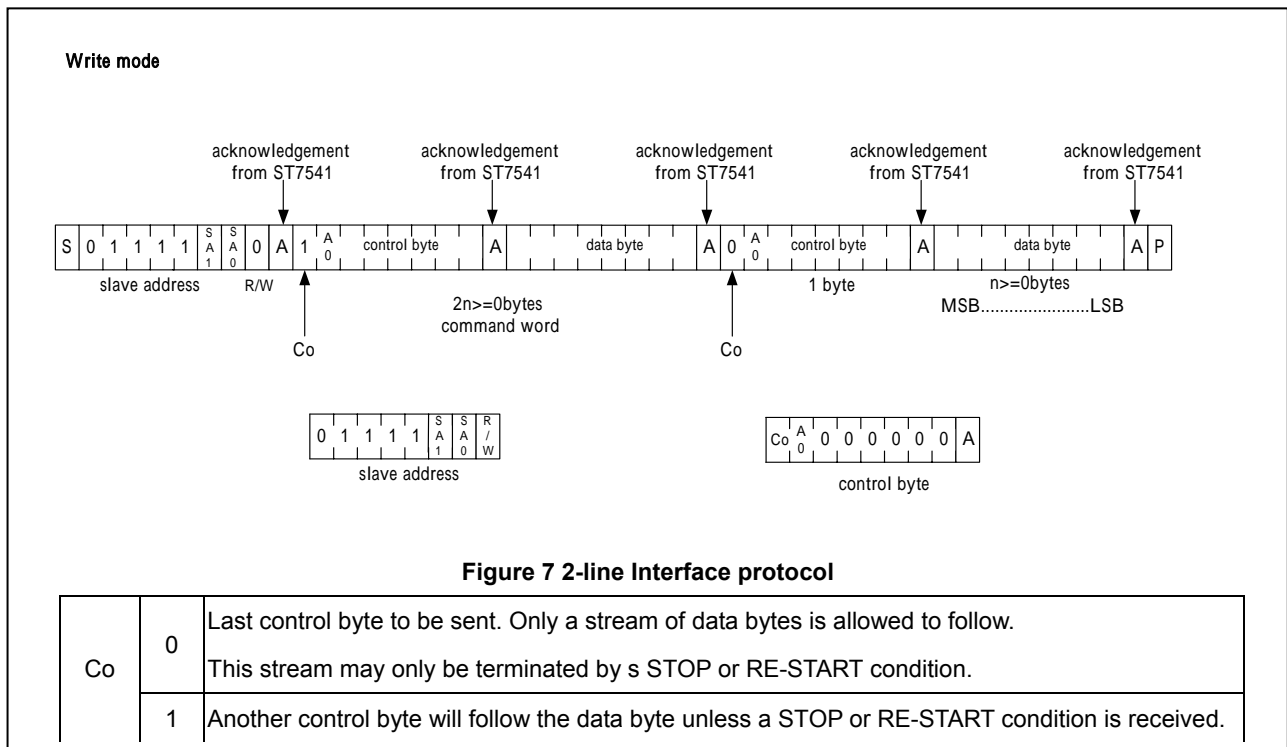 Write mode
acknowledgement from ST7541
acknowledgement from ST7541
acknowledgement from ST7541
acknowledgement from ST7541
acknowledgement from ST7541
S 0 1 1 1 1 SA1 SA0 0 A 1 A0 control byte A data byte A 0 A0 control byte A data byte A P
slave address R/W 2n>=0bytes 1 byte n>=0bytes
command word MSB.......................LSB
Co Co
0 1 1 1 1 SA1 SA0 R/W
slave address
Co A0 0 0 0 0 0 0 A
control byte
Figure 7 2-line Interface protocol
Co
0
Last control byte to be sent. Only a stream of data bytes is allowed to follow.
This stream may only be terminated by s STOP or RE-START condition.
1 Another control byte will follow the data byte unless a STOP or RE-START condition is received.